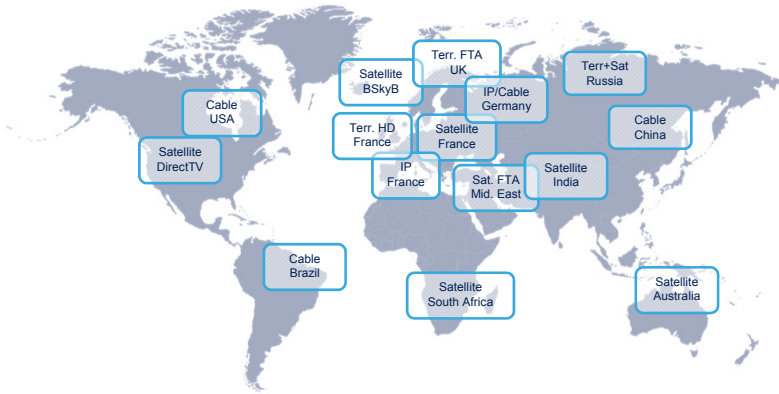 Terr. FTA
UK
Satellite
BSkyB
Terr+Sat
Russia
IP/Cable
Germany
Cable
USA
Cable
China
Terr. HD
France
Satellite
France
Satellite
DirectTV
IP
France
Sat. FTA
Mid. East
Satellite
India
Cable
Brazil
Satellite
South Africa
Satellite
Australia